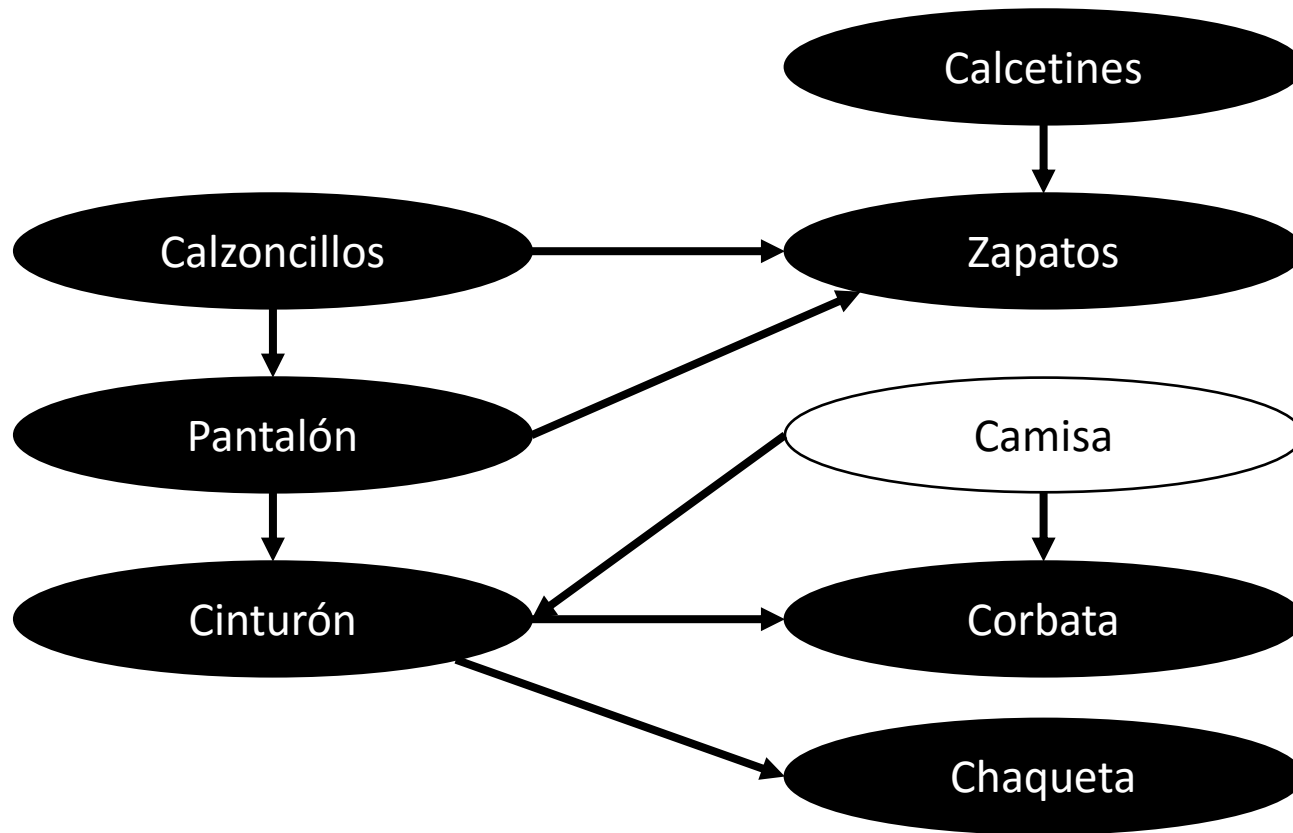 Calcetines
Calzoncillos
Zapatos
Pantalón
Camisa
Cinturón
Corbata
Chaqueta